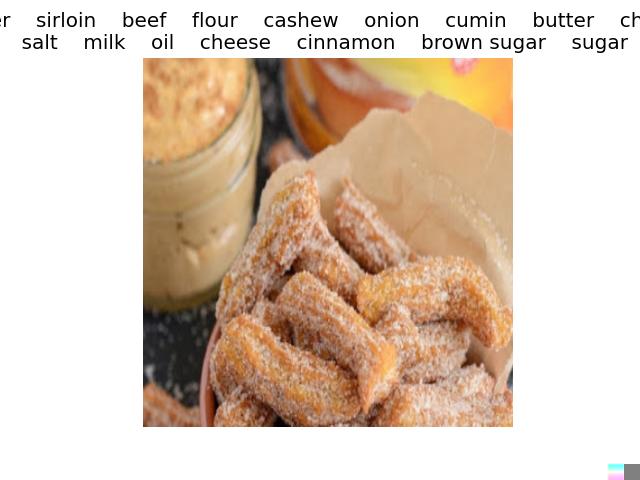 sirloin beef flour cashew onion cumin butter
salt milk oil cheese cinnamon brown sugar sugar